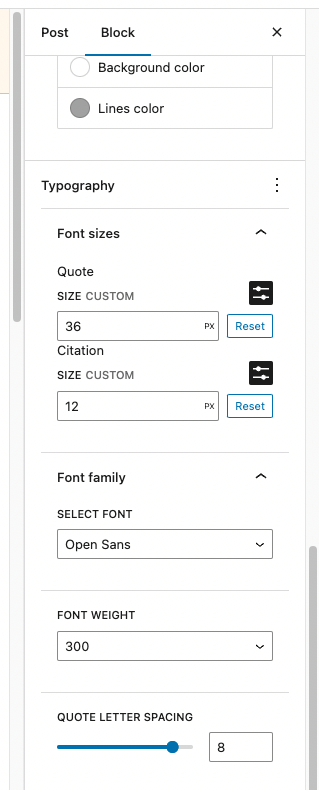 Post Block
Background color
Lines color
Typography
Font sizes
Quote
SIZE CUSTOM
36 PX Reset
Citation
SIZE CUSTOM
12 PX Reset
Font family
SELECT FONT
Open Sans
FONT WEIGHT
300
QUOTE LETTER SPACING
8